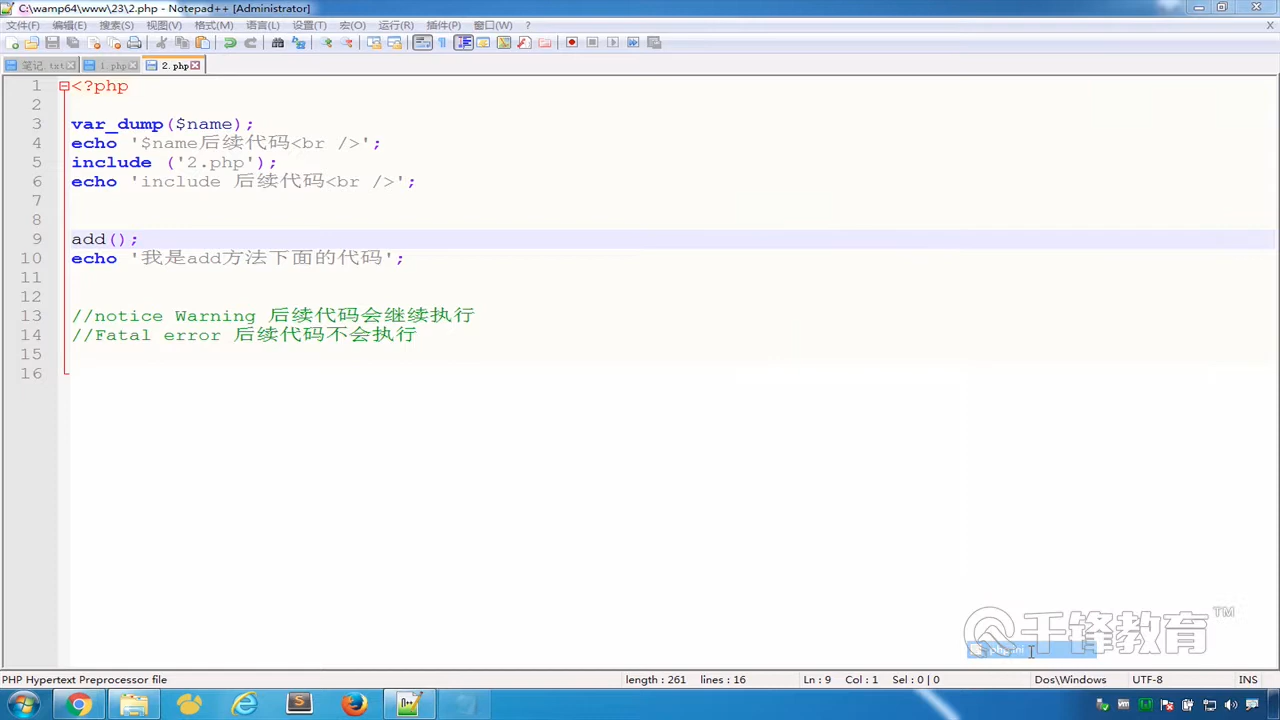 C:\wamp64\www\23\2.php - Notepad++ [Administrator]
文件(F) 编辑(E) 搜索(S) 视图(V) 格式(M) 语言(L) 设置(T) 宏(O) 运行(R) 插件(P) 窗口(W) ? X
笔记.txt 1.php 2.php
1 <?php
2
3 var_dump($name);
4 echo '$name后续代码<br />';
5 include ('2.php');
6 echo 'include 后续代码<br />';
7
8
9 add();
10 echo '我是add方法下面的代码';
11
12
13 //notice Warning 后续代码会继续执行
14 //Fatal error 后续代码不会执行
15
16
千锋教育 TM
php.ini
PHP Hypertext Preprocessor file length : 261 lines : 16 Ln : 9 Col : 1 Sel : 0 | 0 Dos\Windows UTF-8 INS